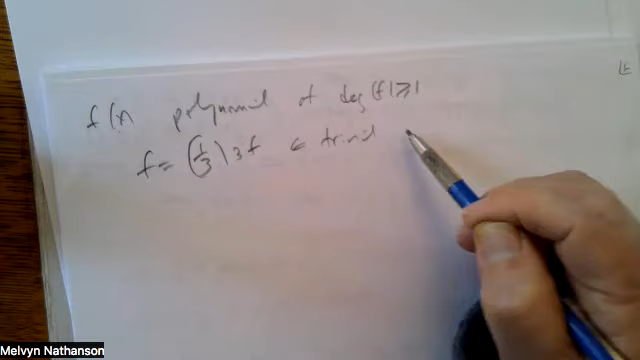 f(x) polynomial of deg(f) ≥ 1
f = (1/3) 3f ← trivial
Melvyn Nathanson